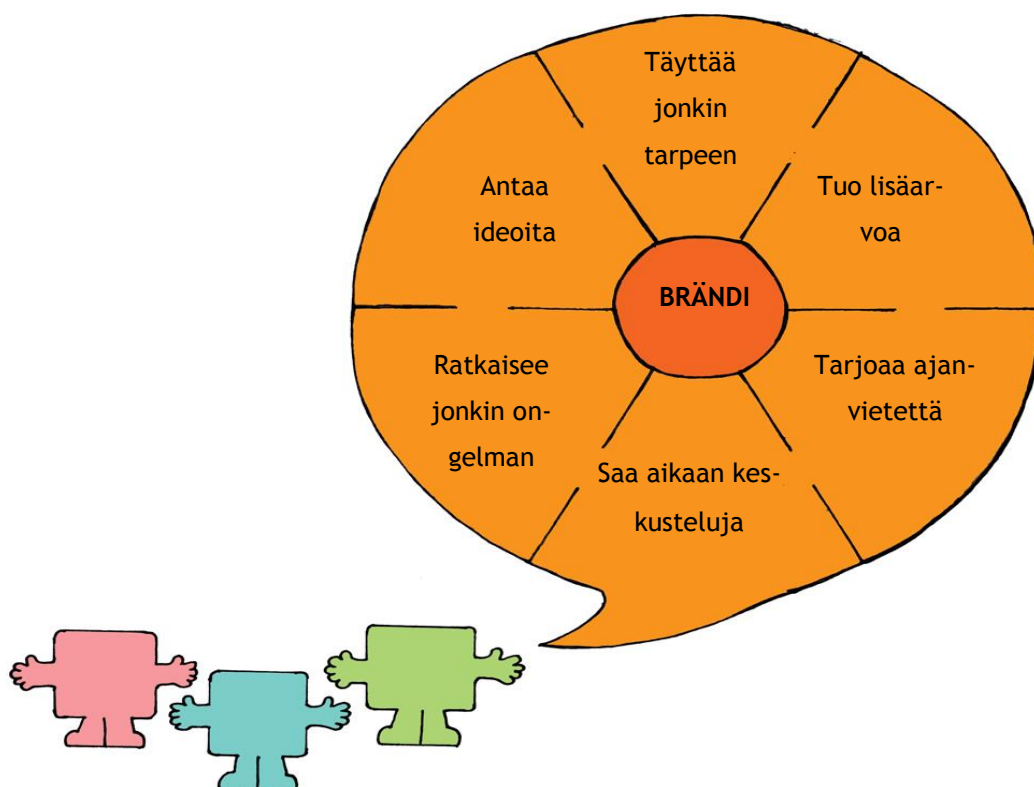 Täyttää
jonkin
tarpeen
Antaa
ideoita
Tuo lisäar-
voa
BRÄNDI
Ratkaisee
jonkin on-
gelman
Tarjoaa ajan-
vietettä
Saa aikaan kes-
kusteluja